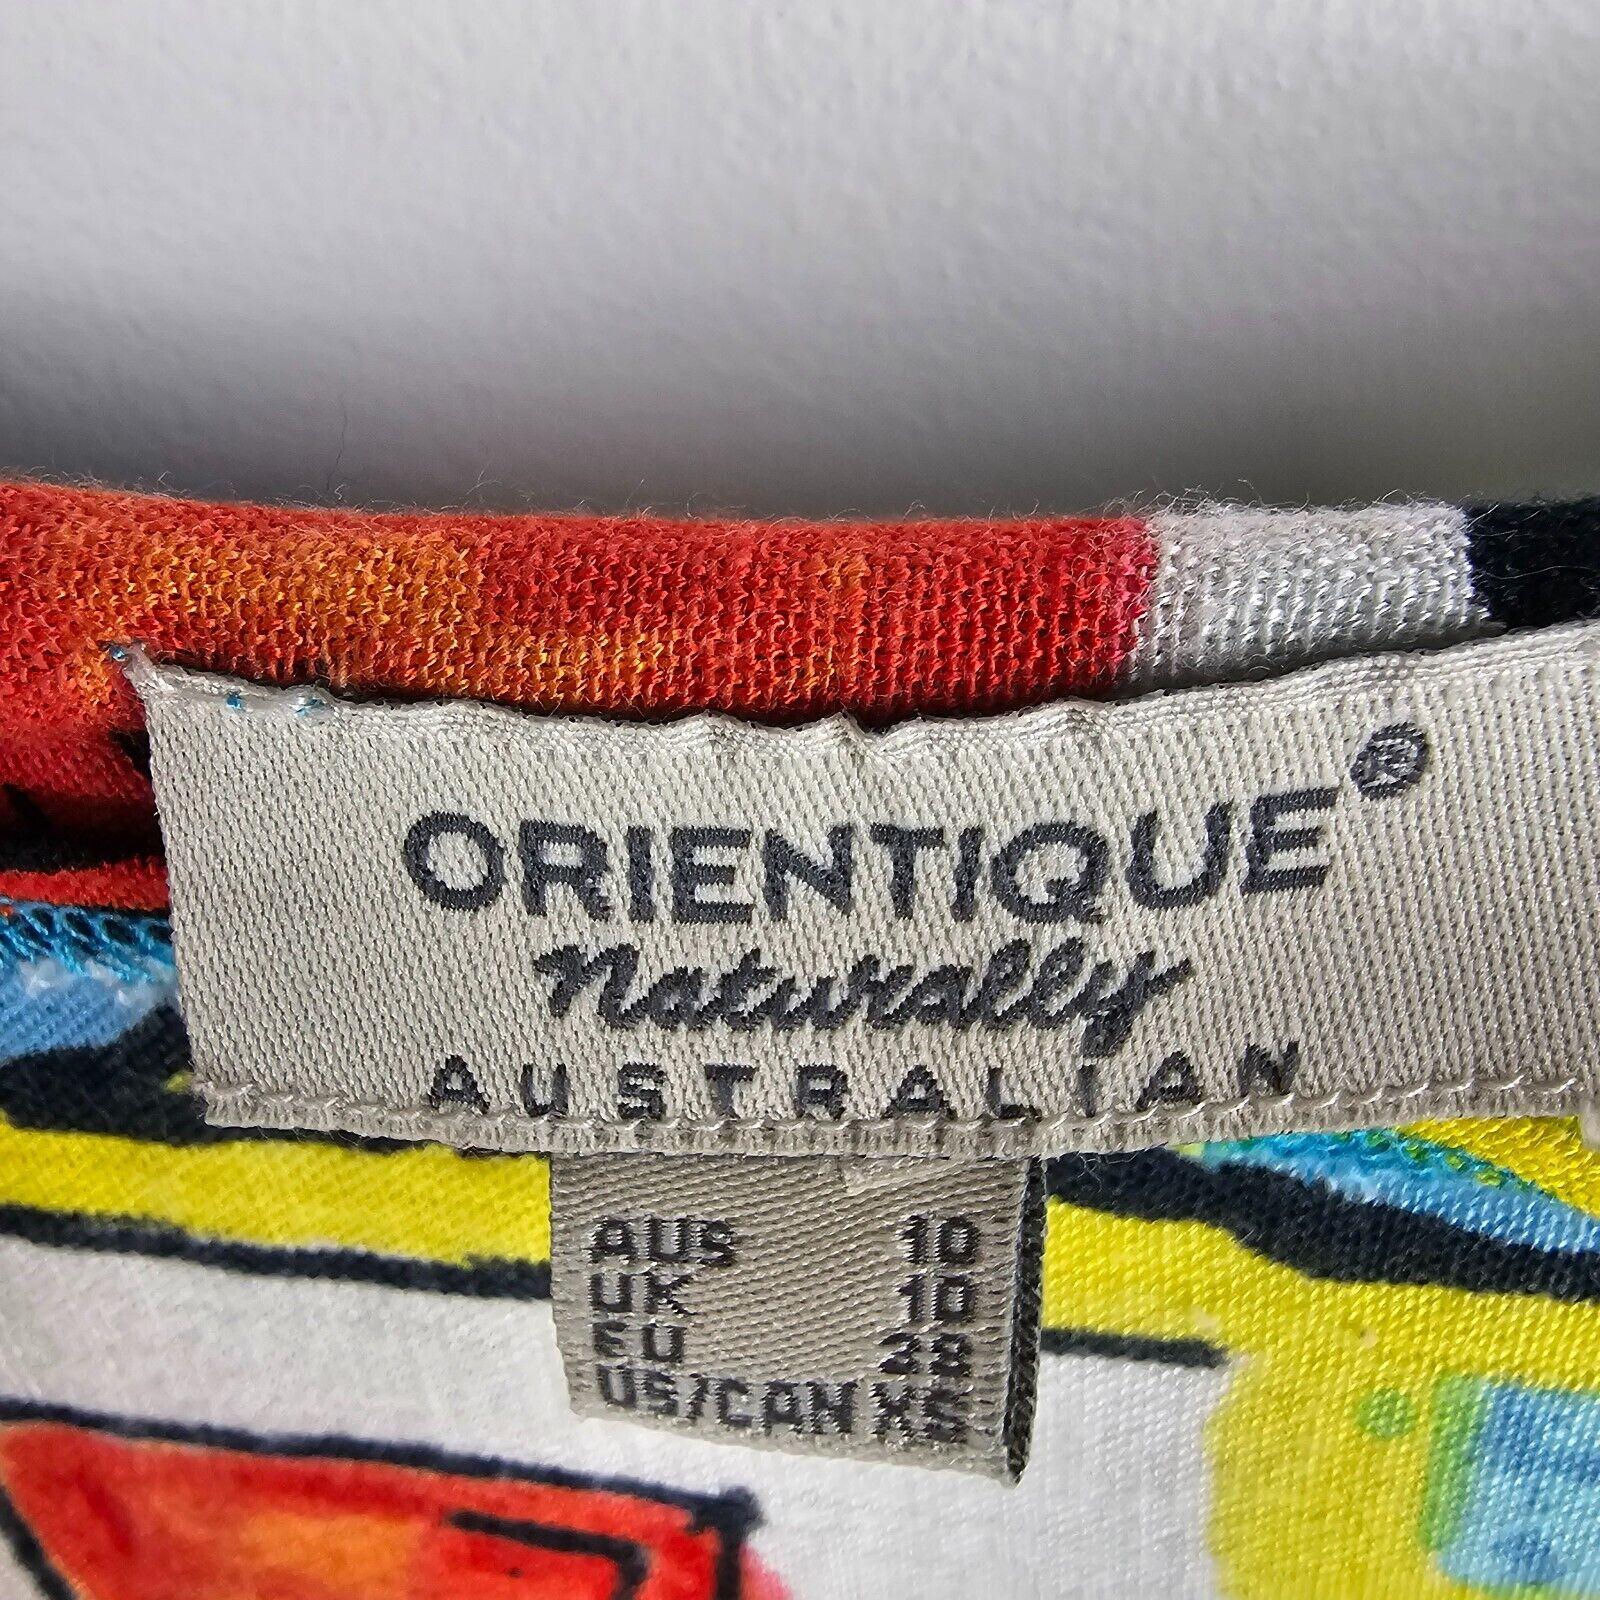 ORIENTIQUE®
Naturally
AUSTRALIAN
AUS 10
UK 10
EU 38
US/CAN XS